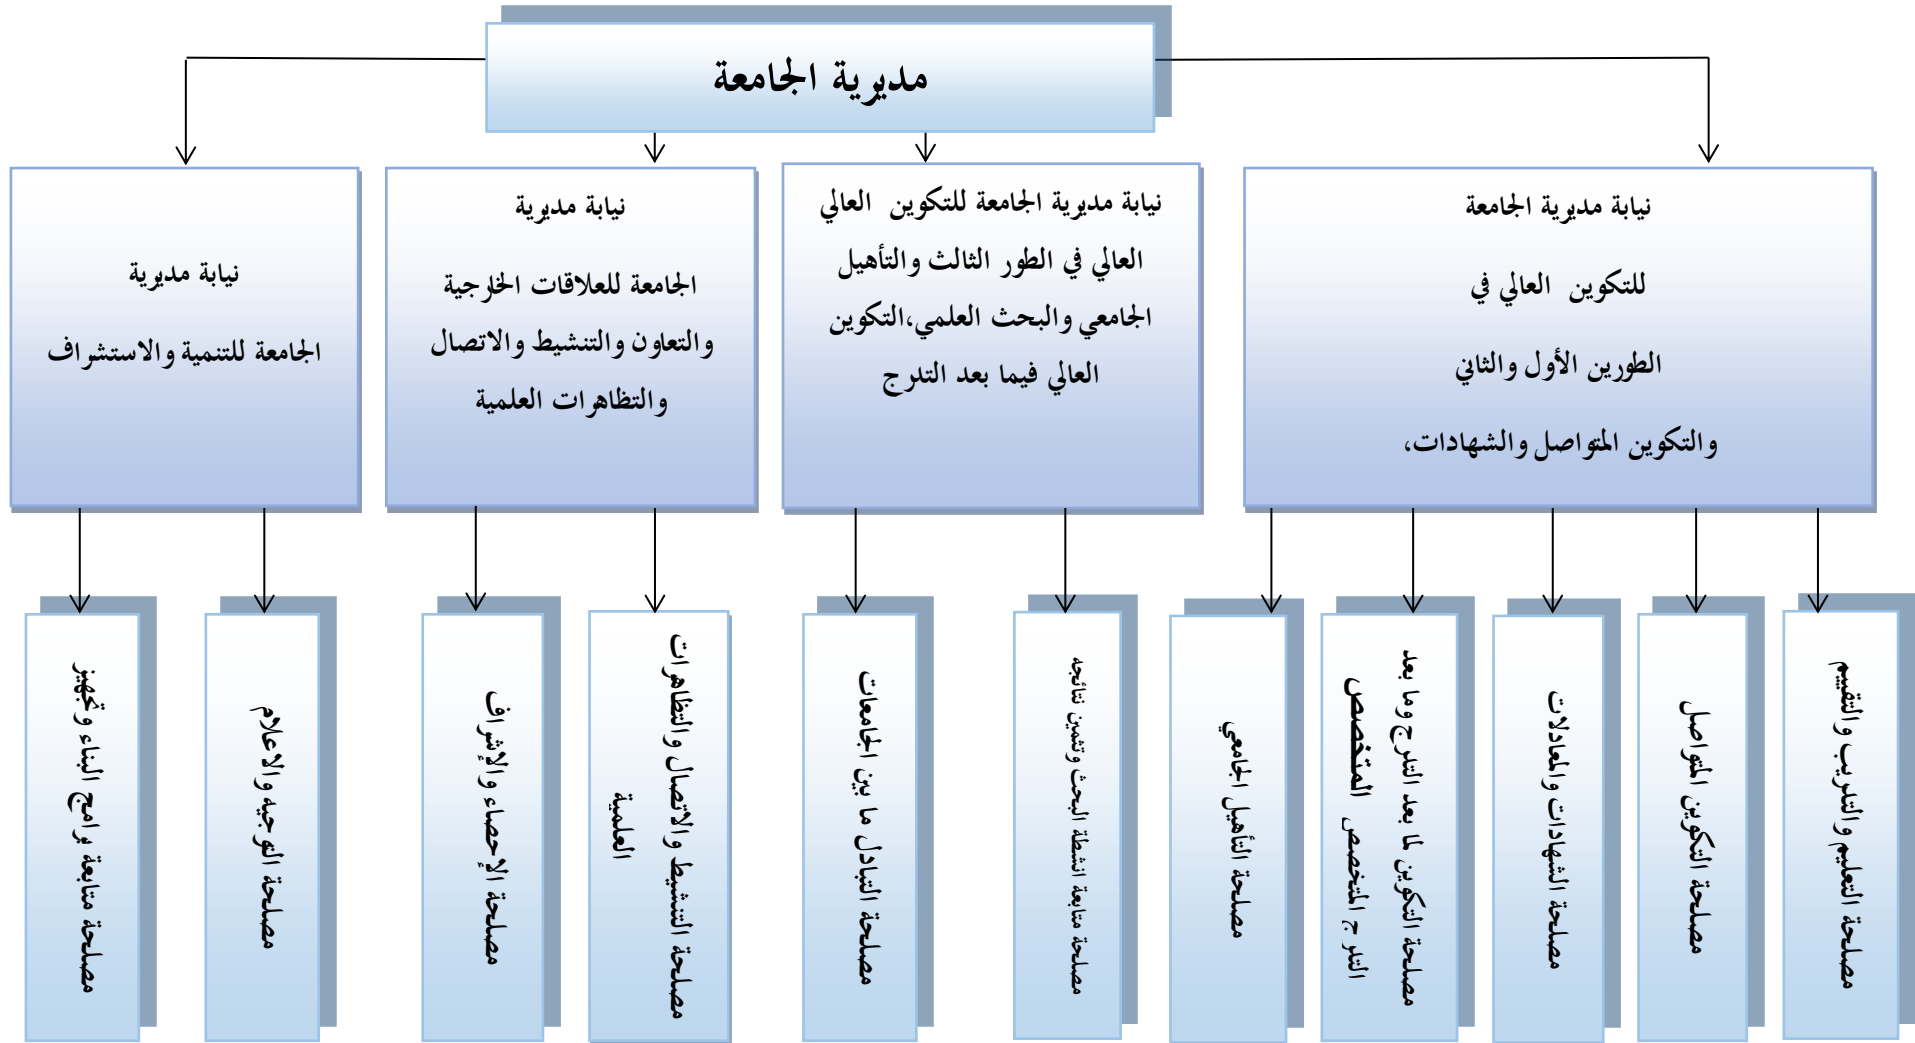 مديرية الجامعة
نيابة مديرية الجامعة
للتكوين العالي في
الطورين الأول والثاني
والتكوين المتواصل والشهادات،
نيابة مديرية الجامعة للتكوين العالي
العالي في الطور الثالث والتأهيل
الجامعي والبحث العلمي،التكوين
العالي فيما بعد التدرج
نيابة مديرية
الجامعة للعلاقات الخارجية
والتعاون والتنشيط والاتصال
والتظاهرات العلمية
نيابة مديرية
الجامعة للتنمية والاستشراف
مصلحة التعليم والتدريب والتقييم
مصلحة التكوين المتواصل
مصلحة الشهادات والمعادلات
مصلحة التكوين لما بعد التدرج وما بعد
التدرج المتخصص المتخصص
مصلحة التأهيل الجامعي
مصلحة متابعة انشطة البحث وتثمين نتائجه
مصلحة التبادل ما بين الجامعات
مصلحة التنشيط والاتصال والتظاهرات
العلمية
مصلحة الإحصاء والإشراف
مصلحة التوجيه والاعلام
مصلحة متابعة برامج البناء وتجهيز